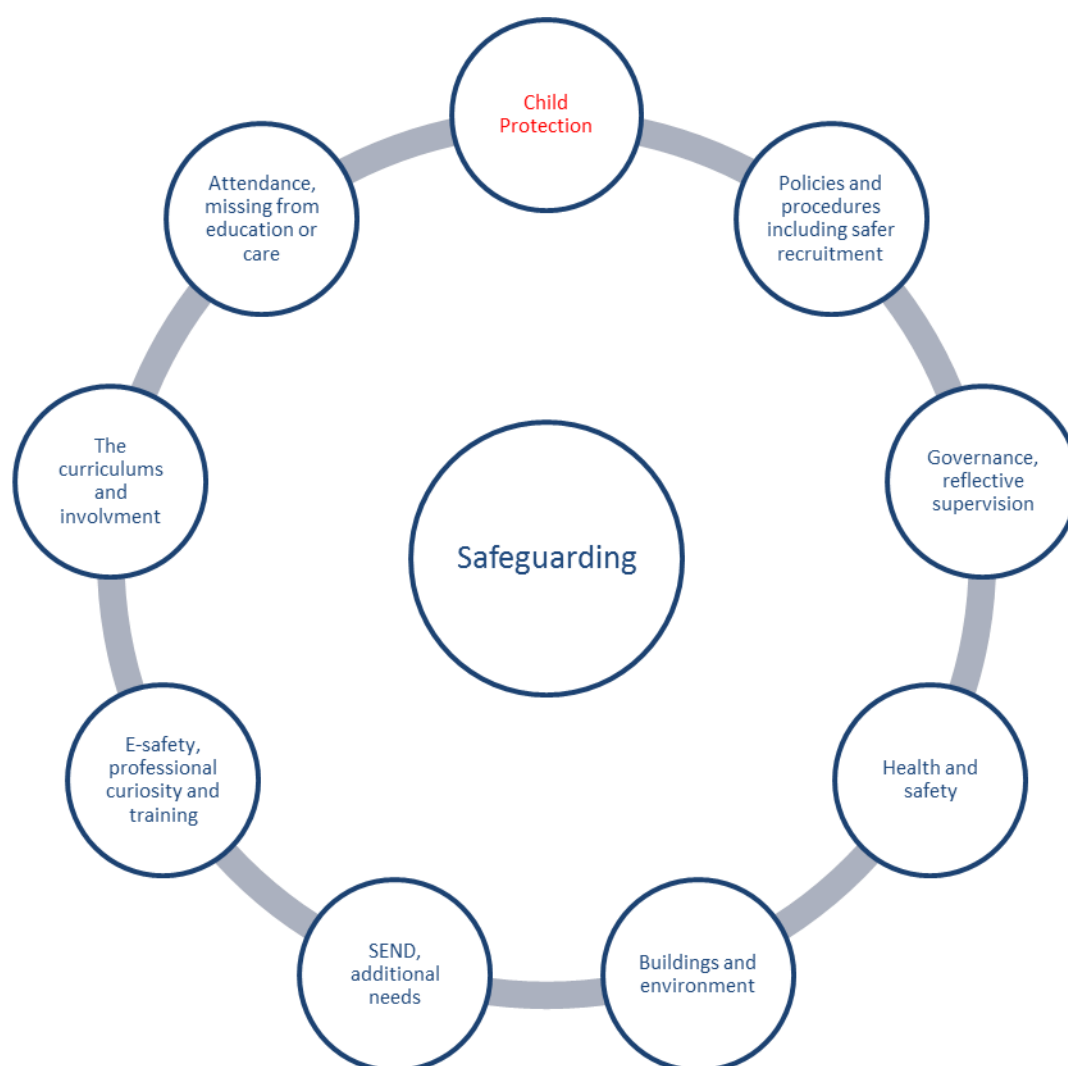 Child
Protection
Policies and
procedures
including safer
recruitment
Governance,
reflective
supervision
Health and
safety
Buildings and
environment
SEND,
additional
needs
E-safety,
professional
curiosity and
training
The
curriculums
and
involvment
Attendance,
missing from
education or
care
Safeguarding